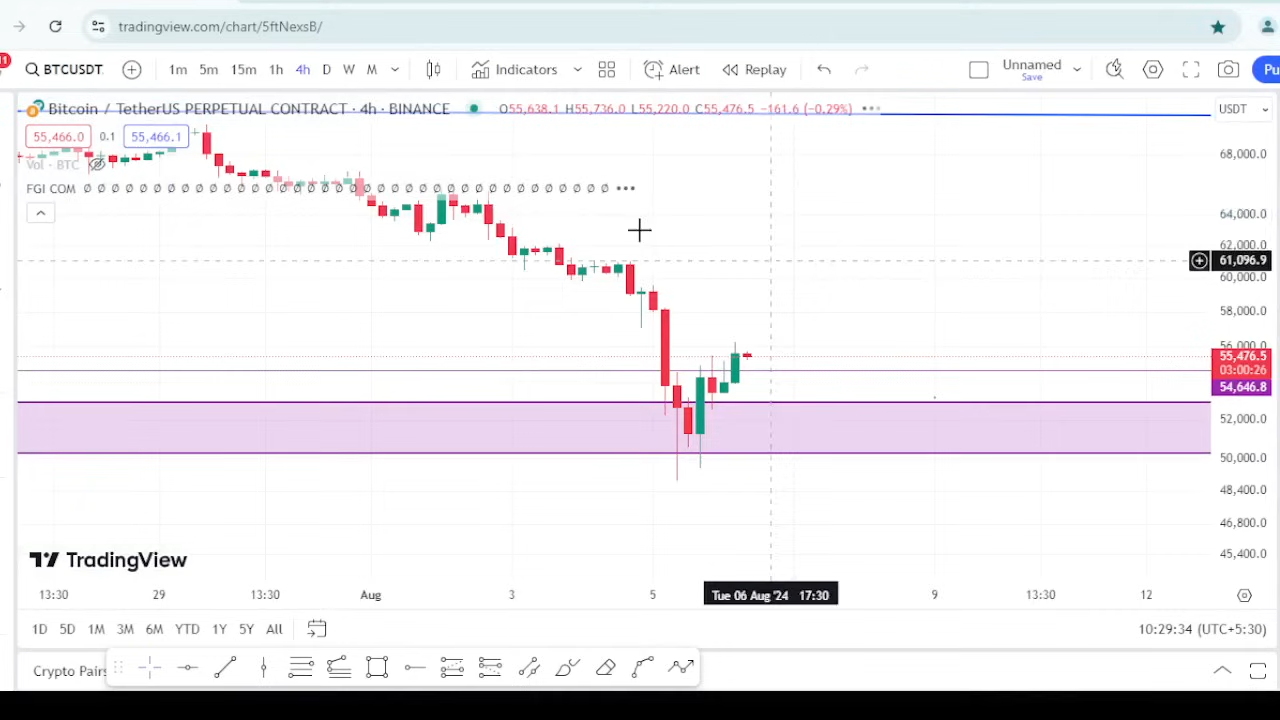 tradingview.com/chart/5ftNexsB/
11
BTCUSDT 1m 5m 15m 1h 4h D W M Indicators Alert Replay Unnamed Save Pu
Bitcoin / TetherUS PERPETUAL CONTRACT · 4h · BINANCE O55,638.1 H55,736.0 L55,220.0 C55,476.5 −161.6 (−0.29%) USDT
55,466.0 0.1 55,466.1
68,000.0
Vol · BTC
FGI COM Ø Ø Ø Ø Ø Ø Ø Ø Ø Ø Ø Ø Ø Ø Ø Ø Ø Ø Ø Ø Ø Ø Ø Ø Ø Ø Ø Ø Ø Ø Ø Ø Ø Ø Ø Ø Ø Ø
64,000.0
62,000.0
61,096.9
60,000.0
58,000.0
56,000.0
55,476.5
03:00:26
54,646.8
52,000.0
50,000.0
48,400.0
46,800.0
45,400.0
TradingView
13:30 29 13:30 Aug 3 5 Tue 06 Aug '24 17:30 9 13:30 12
1D 5D 1M 3M 6M YTD 1Y 5Y All 10:29:34 (UTC+5:30)
Crypto Pairs